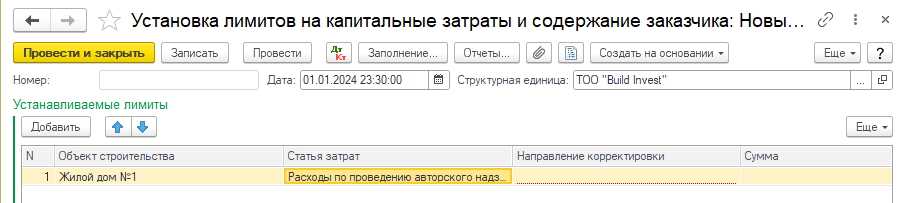 Установка лимитов на капитальные затраты и содержание заказчика: Новы...
Провести и закрыть Записать Провести Дт Кт Заполнение... Отчеты... Создать на основании Еще ?
Номер: Дата: 01.01.2024 23:30:00 Структурная единица: ТОО "Build Invest" ...
Устанавливаемые лимиты
Добавить Еще
N Объект строительства Статья затрат Направление корректировки Сумма
1 Жилой дом №1 Расходы по проведению авторского надз...